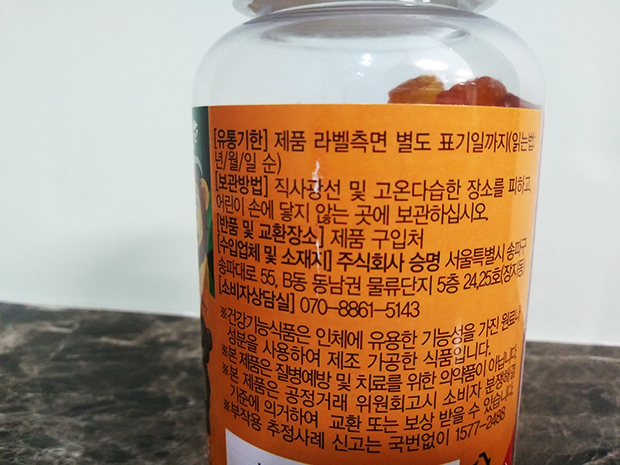 [유통기한] 제품 라벨측면 별도 표기일까지(읽는법:
년/월/일 순)
[보관방법] 직사광선 및 고온다습한 장소를 피하고,
어린이 손에 닿지 않는 곳에 보관하십시오.
[반품 및 교환장소] 제품 구입처
[수입업체 및 소재지] 주식회사 승명 서울특별시 송파구
송파대로 55, B동 동남권 물류단지 5층 24,25호(장지동)
[소비자상담실] 070-8861-5143
※건강기능식품은 인체에 유용한 기능성을 가진 원료나
성분을 사용하여 제조 가공한 식품입니다.
※본 제품은 질병예방 및 치료를 위한 의약품이 아닙니다.
※본 제품은 공정거래 위원회고시 소비자 분쟁해결
기준에 의거하여 교환 또는 보상 받을 수 있습니다.
※부작용 추정사례 신고는 국번없이 1577-2488